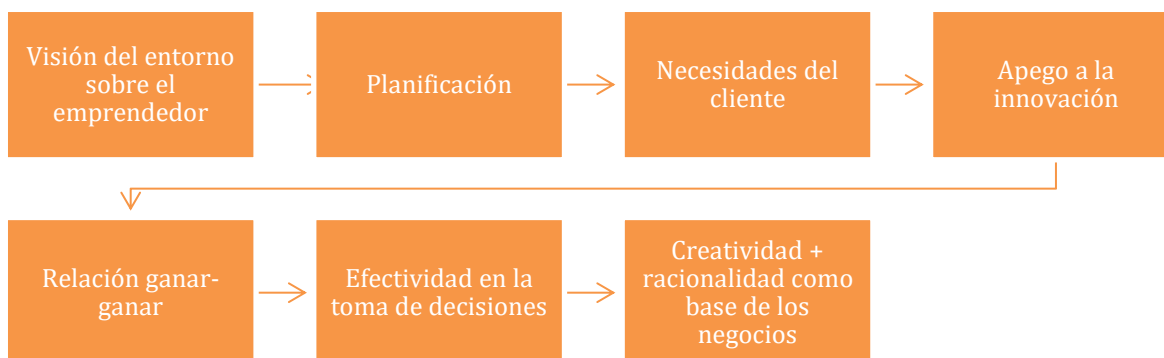 Visión del entorno
sobre el
emprendedor
Planificación
Necesidades del
cliente
Apego a la
innovación
Relación ganar-
ganar
Efectividad en la
toma de decisiones
Creatividad +
racionalidad como
base de los
negocios